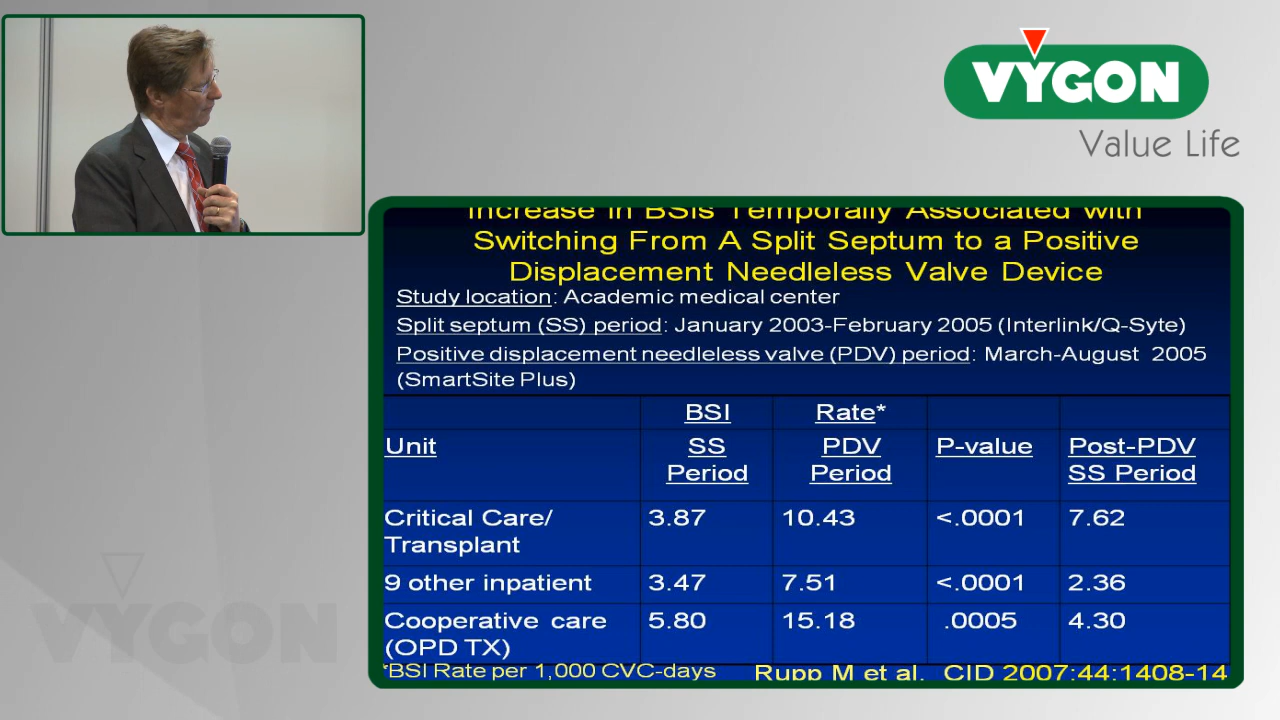 VYGON
Value Life
Increase in BSIs Temporally Associated with
Switching From A Split Septum to a Positive
Displacement Needleless Valve Device
Study location: Academic medical center
Split septum (SS) period: January 2003-February 2005 (Interlink/Q-Syte)
Positive displacement needleless valve (PDV) period: March-August 2005
(SmartSite Plus)
BSI Rate*
Unit SS Period PDV Period P-value Post-PDV SS Period
Critical Care/ Transplant 3.87 10.43 <.0001 7.62
9 other inpatient 3.47 7.51 <.0001 2.36
Cooperative care (OPD TX) 5.80 15.18 .0005 4.30
*BSI Rate per 1,000 CVC-days
Rupp M et al. CID 2007:44:1408-14
VYGON